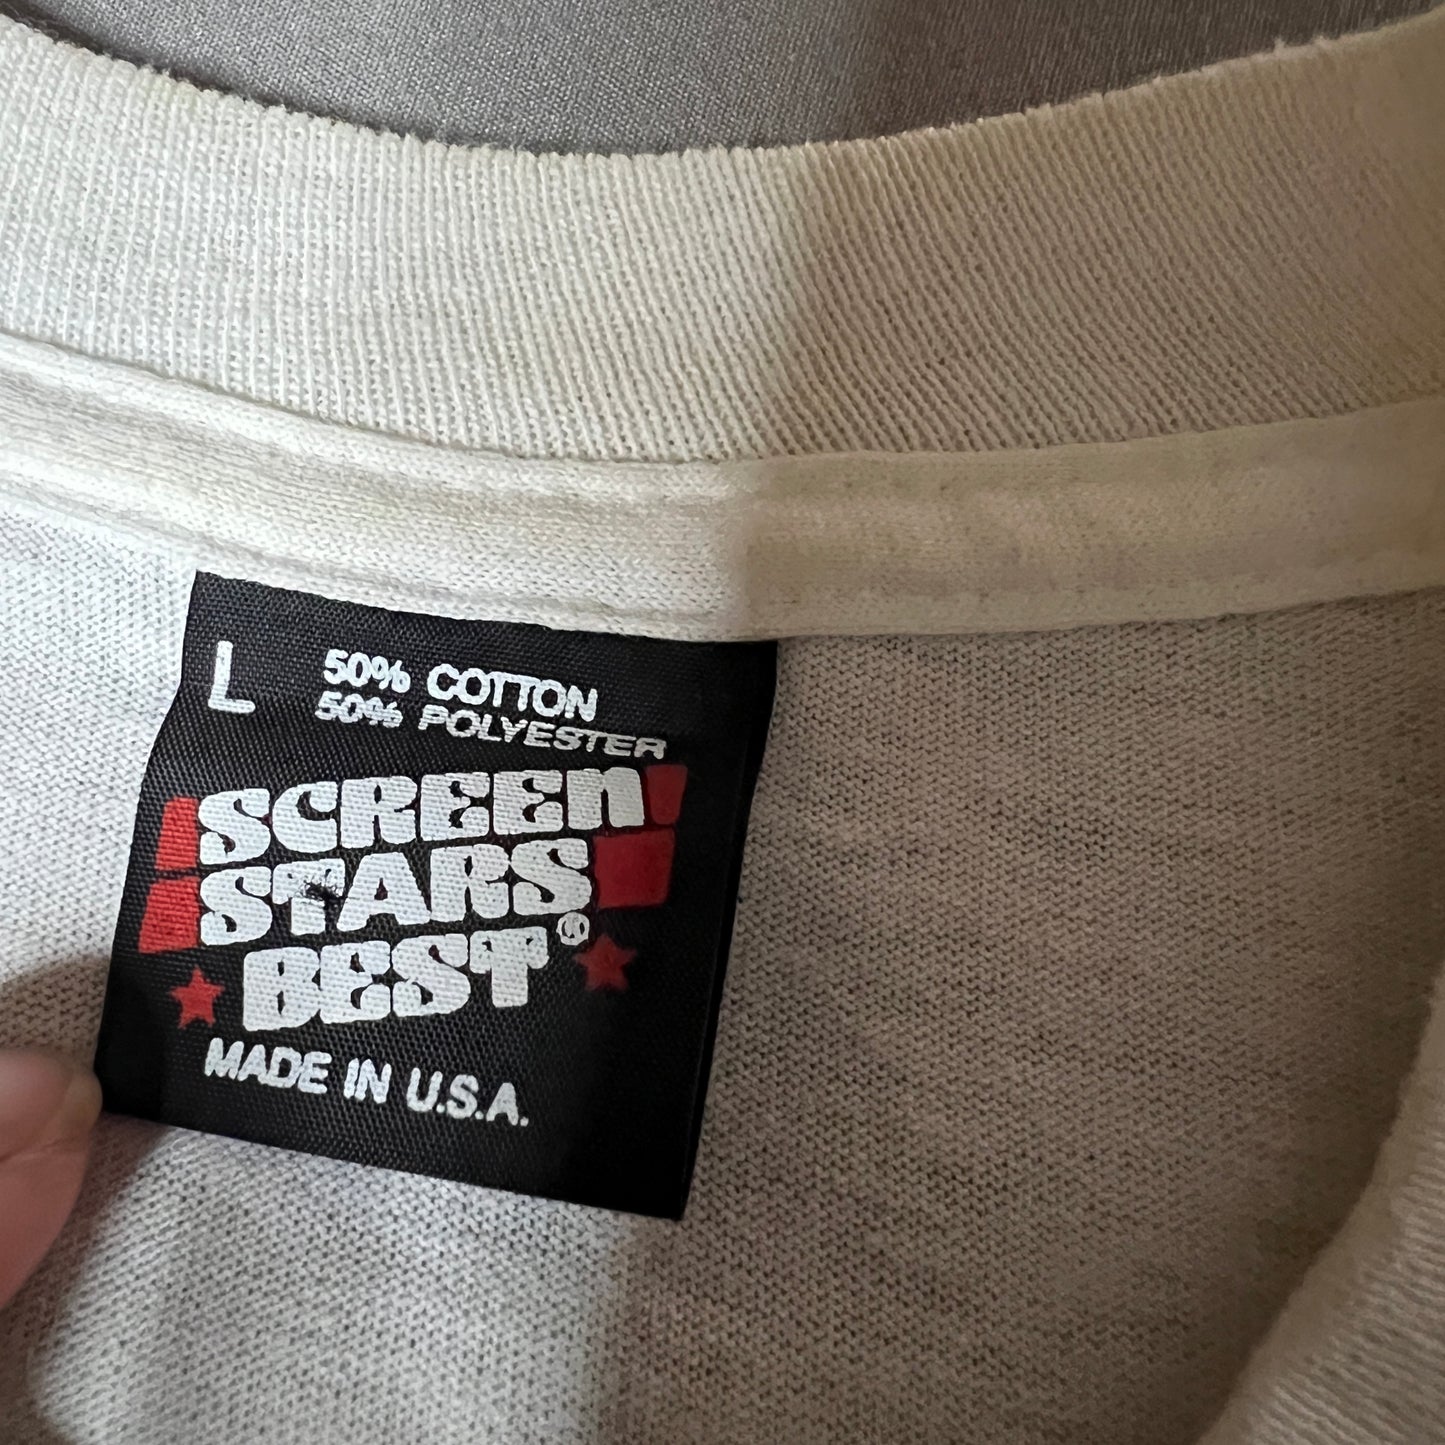 L
50% COTTON
50% POLYESTER
SCREEN
STARS
BEST®
MADE IN U.S.A.